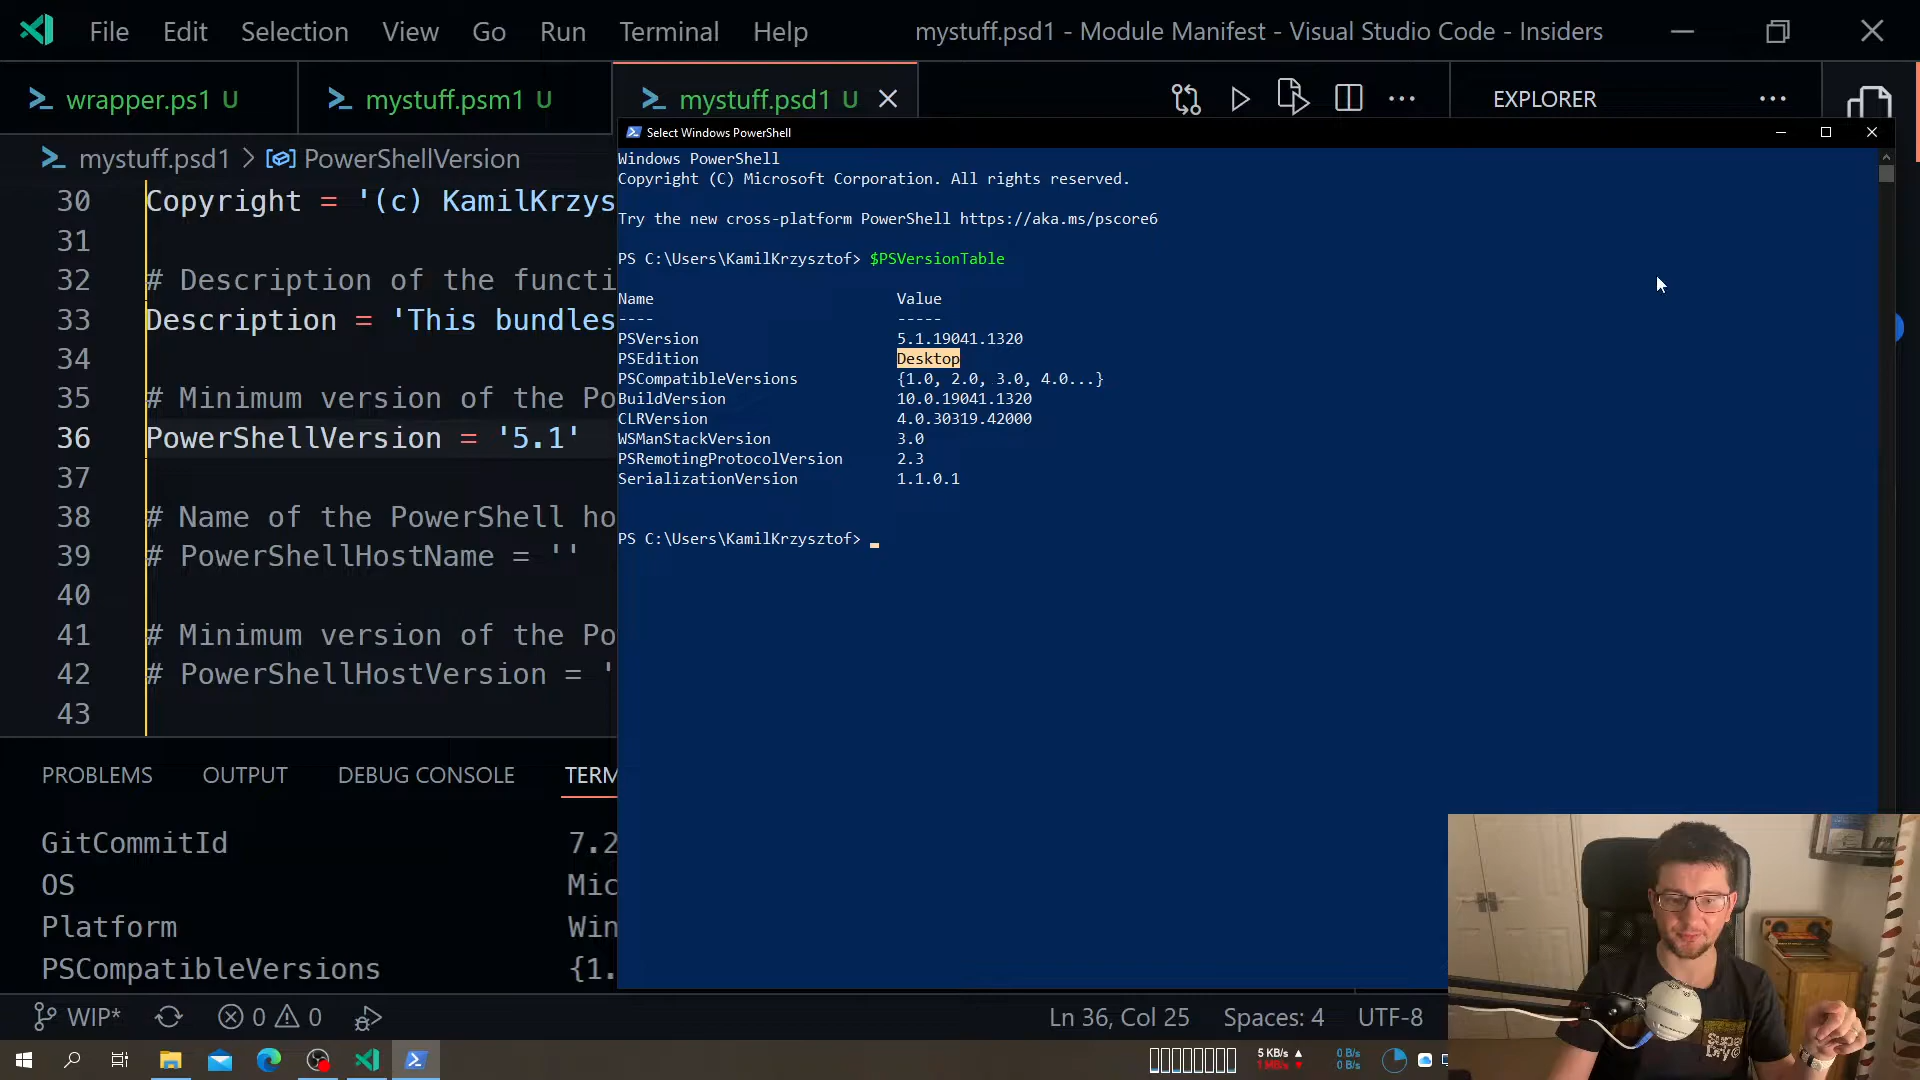 File Edit Selection View Go Run Terminal Help mystuff.psd1 - Module Manifest - Visual Studio Code - Insiders
wrapper.ps1 U mystuff.psm1 U mystuff.psd1 U EXPLORER
mystuff.psd1 > PowerShellVersion
30 Copyright = '(c) KamilKrzys
31
32 # Description of the functi
33 Description = 'This bundles
34
35 # Minimum version of the Po
36 PowerShellVersion = '5.1'
37
38 # Name of the PowerShell ho
39 # PowerShellHostName = ''
40
41 # Minimum version of the Po
42 # PowerShellHostVersion = '
43
Select Windows PowerShell
Windows PowerShell
Copyright (C) Microsoft Corporation. All rights reserved.
Try the new cross-platform PowerShell https://aka.ms/pscore6
PS C:\Users\KamilKrzysztof> $PSVersionTable
Name Value
---- -----
PSVersion 5.1.19041.1320
PSEdition Desktop
PSCompatibleVersions {1.0, 2.0, 3.0, 4.0...}
BuildVersion 10.0.19041.1320
CLRVersion 4.0.30319.42000
WSManStackVersion 3.0
PSRemotingProtocolVersion 2.3
SerializationVersion 1.1.0.1
PS C:\Users\KamilKrzysztof>
PROBLEMS OUTPUT DEBUG CONSOLE TERM
GitCommitId 7.2
OS Mic
Platform Win
PSCompatibleVersions {1.
WIP* 0 0 Ln 36, Col 25 Spaces: 4 UTF-8
5 KB/s 0 B/s
1 MB/s 0 B/s
Super
Dry